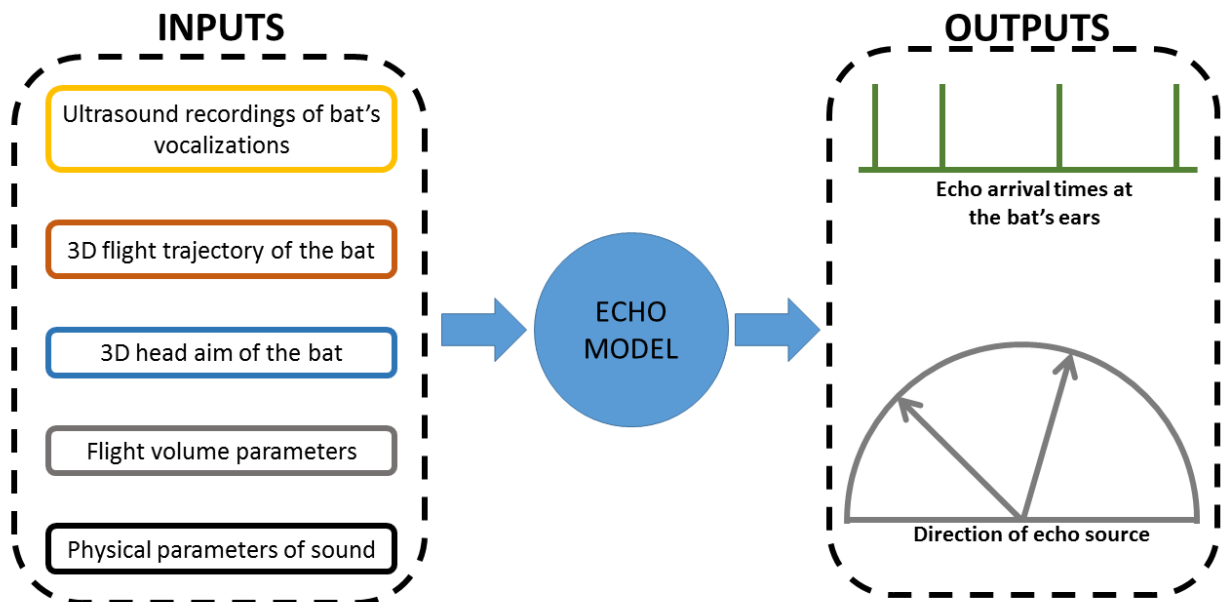 INPUTS
Ultrasound recordings of bat's
vocalizations
3D flight trajectory of the bat
3D head aim of the bat
Flight volume parameters
Physical parameters of sound
ECHO
MODEL
OUTPUTS
Echo arrival times at
the bat's ears
Direction of echo source